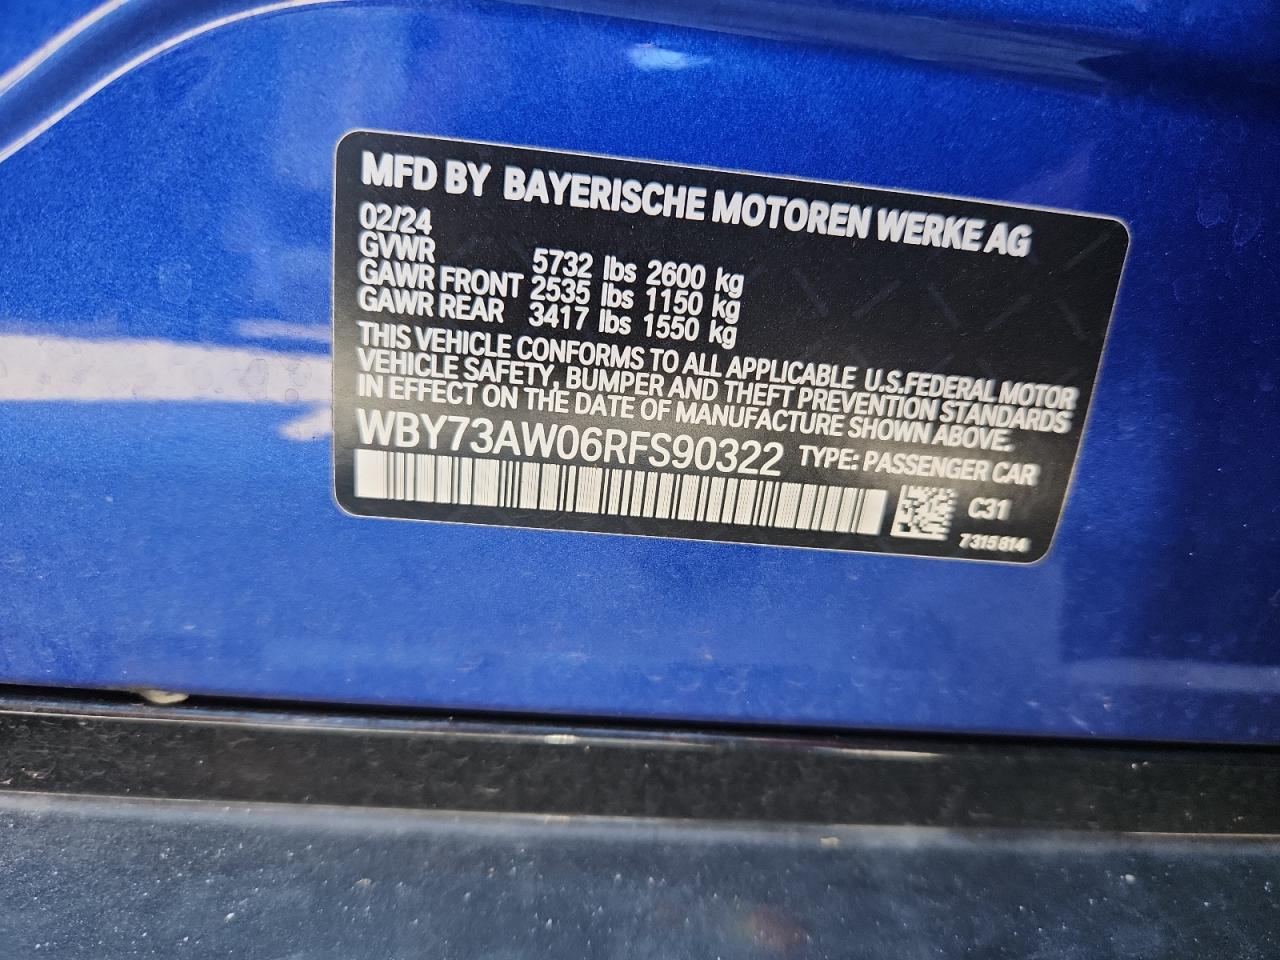 MFD BY BAYERISCHE MOTOREN WERKE AG
02/24
GVWR 5732 lbs 2600 kg
GAWR FRONT 2535 lbs 1150 kg
GAWR REAR 3417 lbs 1550 kg
THIS VEHICLE CONFORMS TO ALL APPLICABLE U.S.FEDERAL MOTOR
VEHICLE SAFETY, BUMPER AND THEFT PREVENTION STANDARDS
IN EFFECT ON THE DATE OF MANUFACTURE SHOWN ABOVE.
WBY73AW06RFS90322 TYPE: PASSENGER CAR
C31
7315814